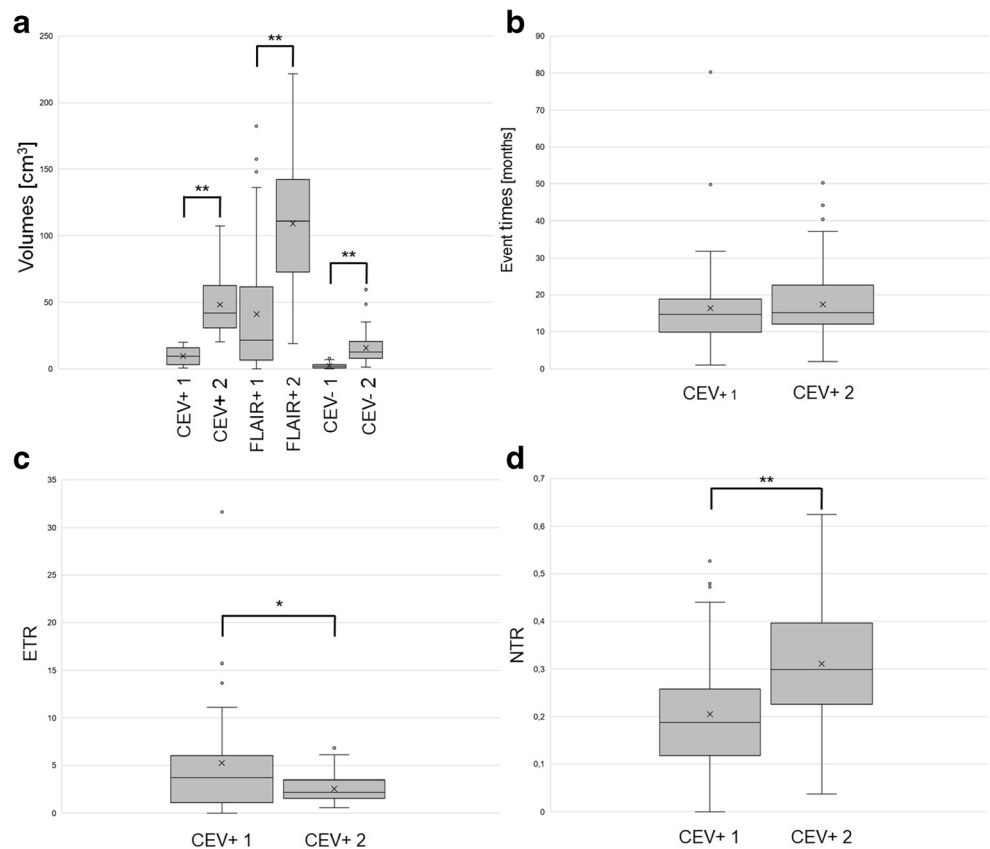 a
Volumes [cm³]
250
200
150
100
50
0
**
**
**
CEV+ 1
CEV+ 2
FLAIR+ 1
FLAIR+ 2
CEV- 1
CEV- 2
b
Event times [months]
90
80
70
60
50
40
30
20
10
0
CEV+ 1
CEV+ 2
c
ETR
35
30
25
20
15
10
5
0
*
CEV+ 1
CEV+ 2
d
NTR
0,7
0,6
0,5
0,4
0,3
0,2
0,1
0
**
CEV+ 1
CEV+ 2